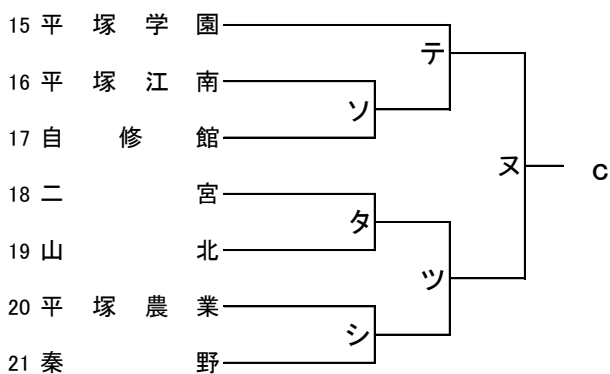 15 平塚学園
テ
16 平塚江南
ソ
17 自修館
ヌ C
18 二宮
タ
19 山北
ツ
20 平塚農業
シ
21 秦野